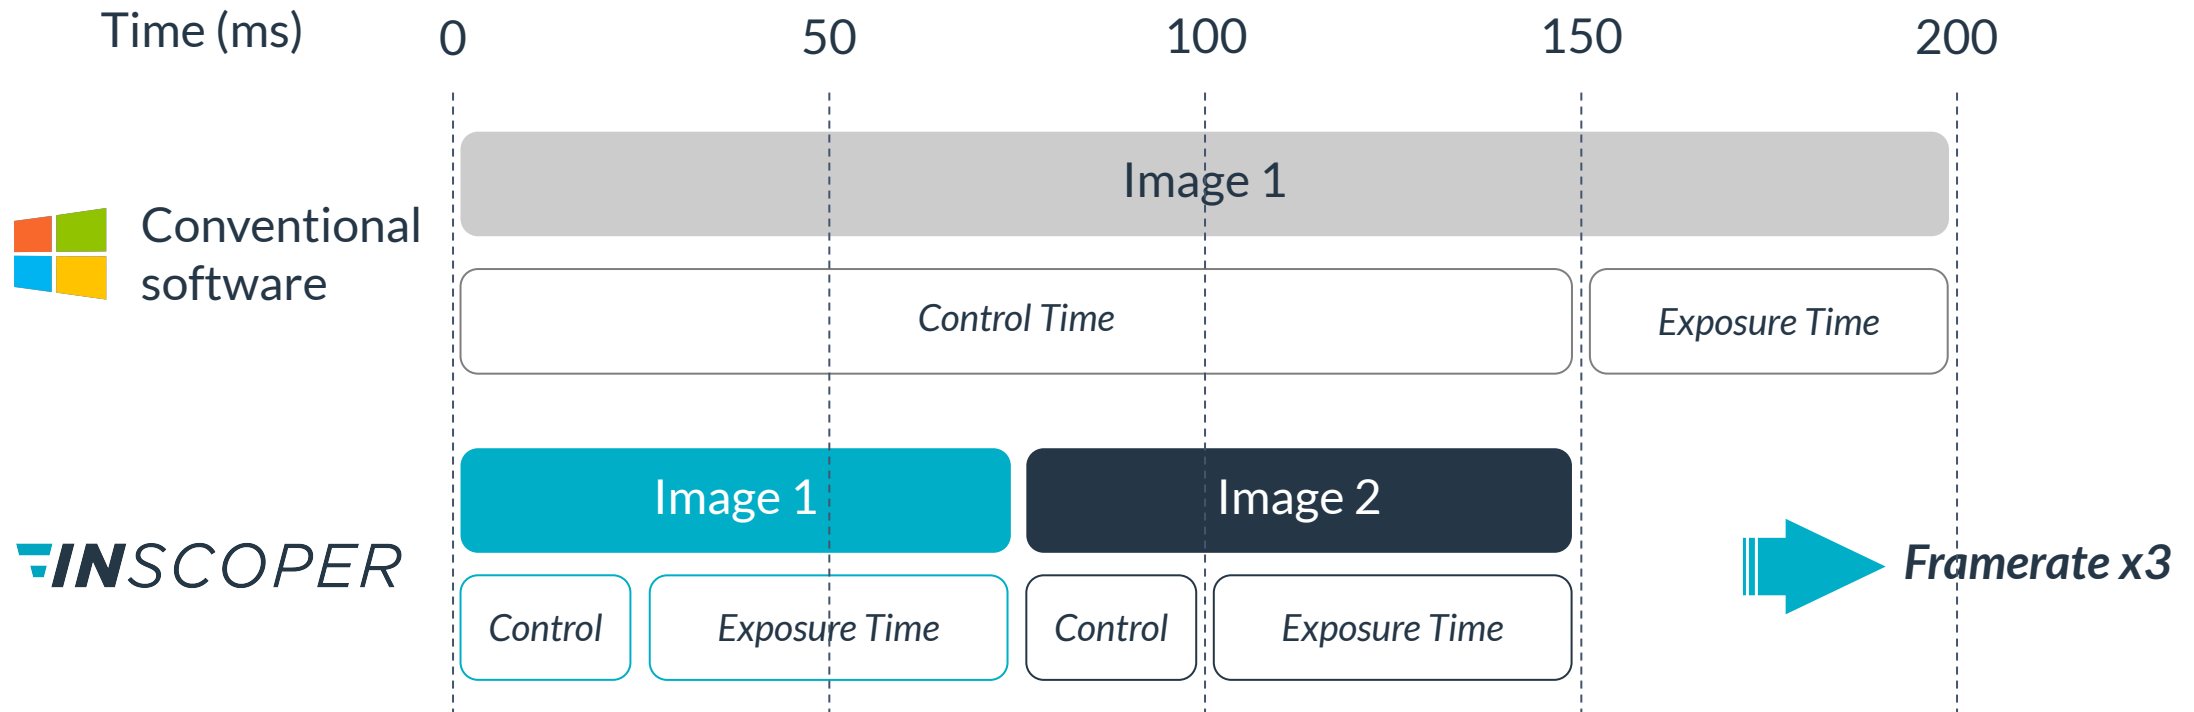 Time (ms) 0 50 100 150 200
Image 1
Conventional
software
Control Time Exposure Time
Image 1 Image 2
INSCOPER
Framerate x3
Control Exposure Time Control Exposure Time